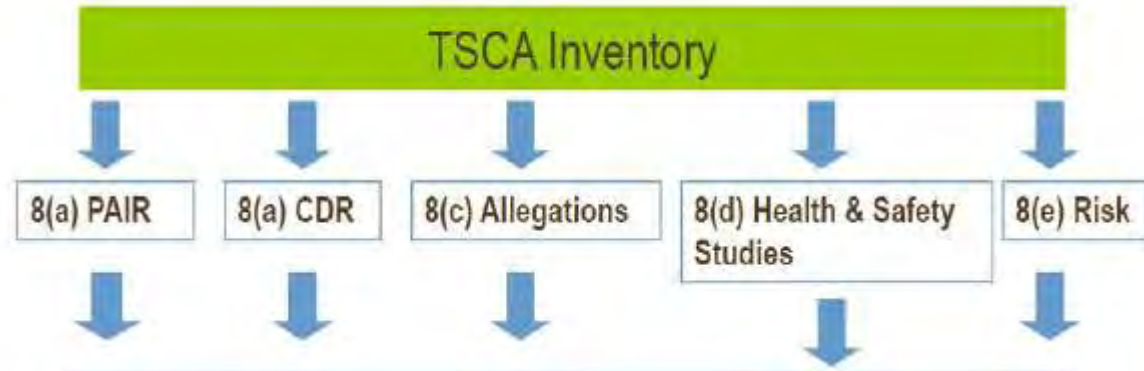 TSCA Inventory
8(a) PAIR
8(a) CDR
8(c) Allegations
8(d) Health & Safety
Studies
8(e) Risk